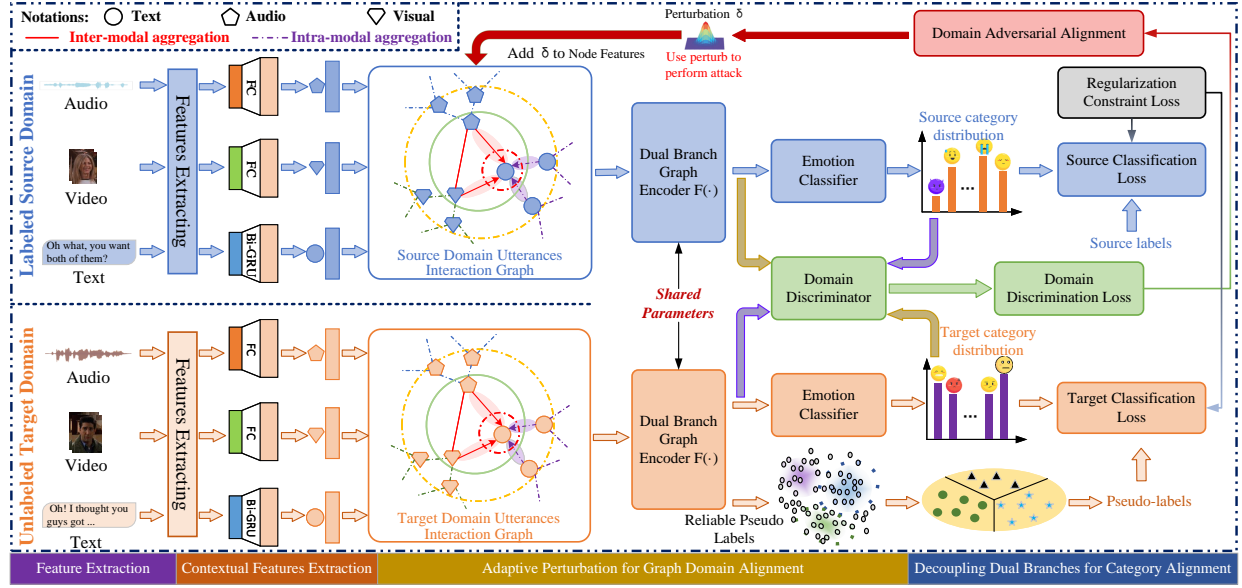 Notations:
Text
Audio
Visual
Inter-modal aggregation
Intra-modal aggregation
Perturbation δ
Use perturb to
perform attack
Add δ to Node Features
Domain Adversarial Alignment
Labeled Source Domain
Audio
Video
Oh what, you want
both of them?
Text
Features Extracting
FC
FC
Bi-GRU
Source Domain Utterances
Interaction Graph
Dual Branch
Graph
Encoder F(·)
Emotion
Classifier
Source category
distribution
...
Regularization
Constraint Loss
Source Classification
Loss
Source labels
Shared
Parameters
Domain
Discriminator
Domain
Discrimination Loss
Unlabeled Target Domain
Audio
Video
Oh! I thought you
guys got ...
Text
Features Extracting
FC
FC
Bi-GRU
Target Domain Utterances
Interaction Graph
Dual Branch
Graph
Encoder F(·)
Emotion
Classifier
Target category
distribution
...
Target Classification
Loss
Reliable Pseudo
Labels
Pseudo-labels
Feature Extraction
Contextual Features Extraction
Adaptive Perturbation for Graph Domain Alignment
Decoupling Dual Branches for Category Alignment